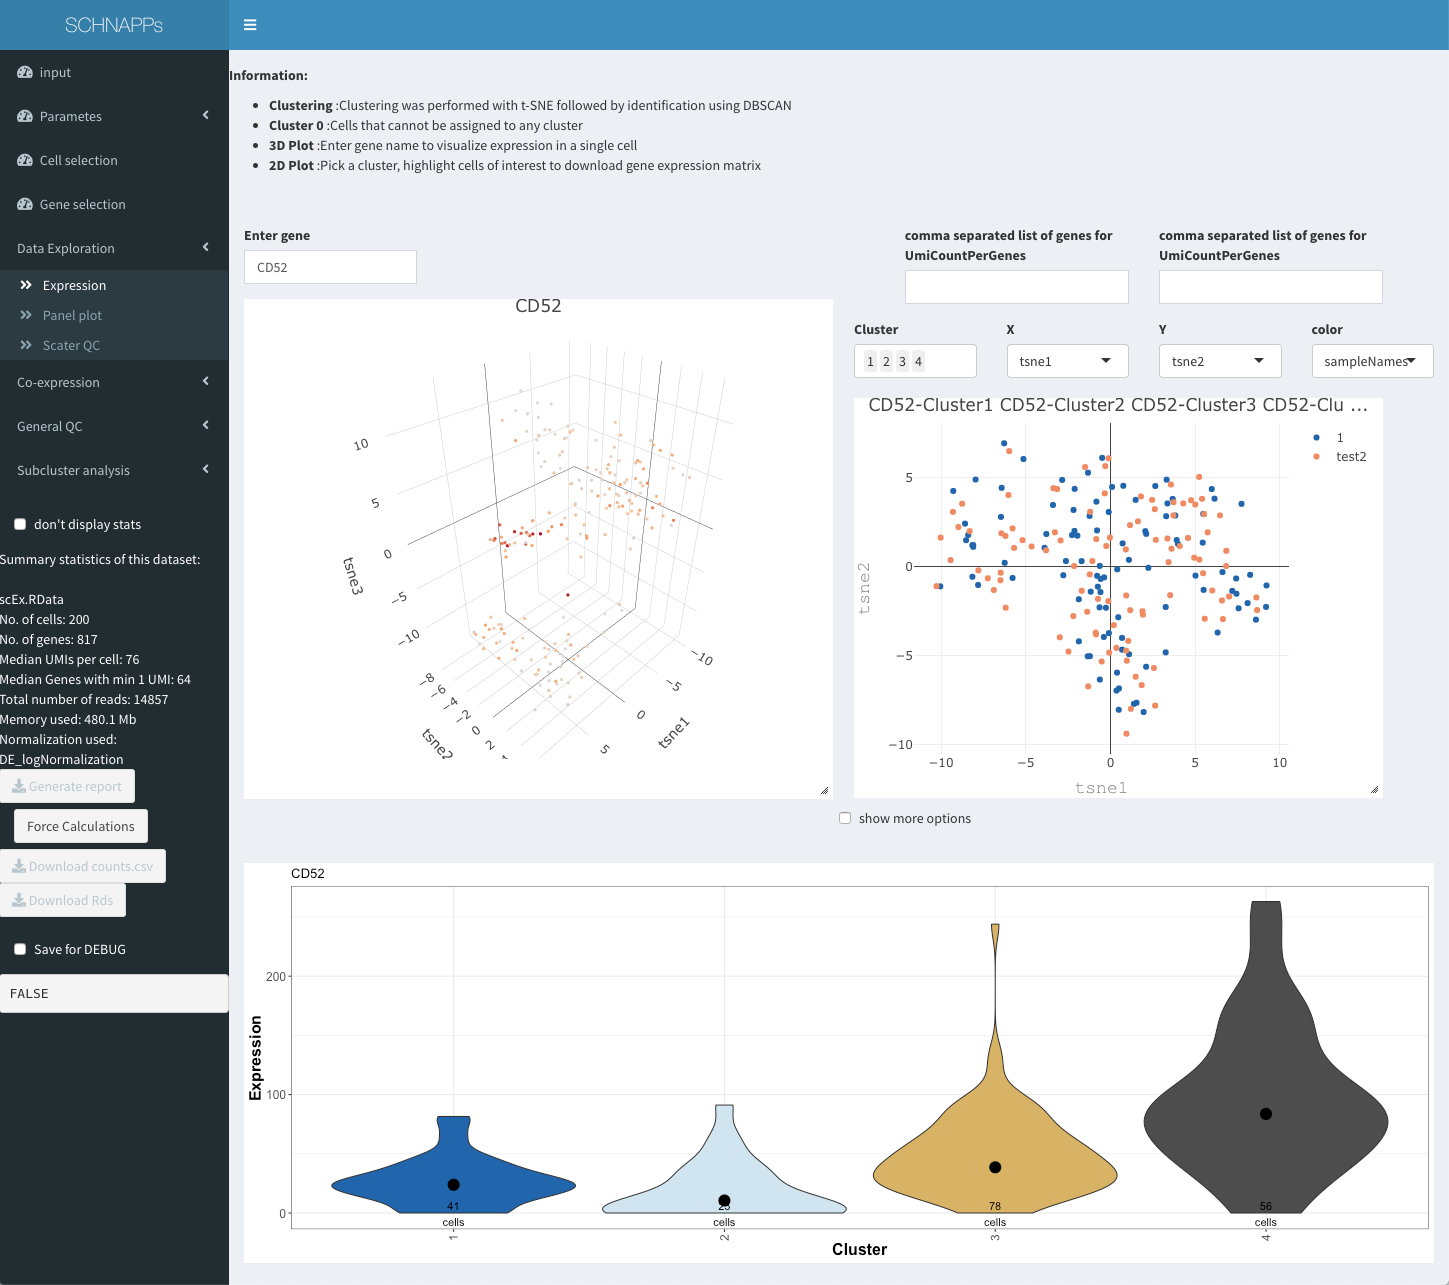 SCHNAPPs
input
Parametes
Cell selection
Gene selection
Data Exploration
Expression
Panel plot
Scater QC
Co-expression
General QC
Subcluster analysis
don't display stats
Summary statistics of this dataset:
scEx.RData
No. of cells: 200
No. of genes: 817
Median UMIs per cell: 76
Median Genes with min 1 UMI: 64
Total number of reads: 14857
Memory used: 480.1 Mb
Normalization used:
DE_logNormalization
Generate report
Force Calculations
Download counts.csv
Download Rds
Save for DEBUG
FALSE
Information:
Clustering :Clustering was performed with t-SNE followed by identification using DBSCAN
Cluster 0 :Cells that cannot be assigned to any cluster
3D Plot :Enter gene name to visualize expression in a single cell
2D Plot :Pick a cluster, highlight cells of interest to download gene expression matrix
Enter gene
CD52
comma separated list of genes for
UmiCountPerGenes
comma separated list of genes for
UmiCountPerGenes
Cluster
1 2 3 4
X
tsne1
Y
tsne2
color
sampleNames
CD52
10
5
0
−5
−10
tsne3
−8
−6
−4
−2
0
2
tsne2
−10
−5
0
5
tsne1
CD52-Cluster1 CD52-Cluster2 CD52-Cluster3 CD52-Clu ...
1
test2
5
0
−5
−10
tsne2
−10 −5 0 5 10
tsne1
show more options
CD52
200
100
0
Expression
41 78 56
cells cells cells cells
1 2 3 4
Cluster